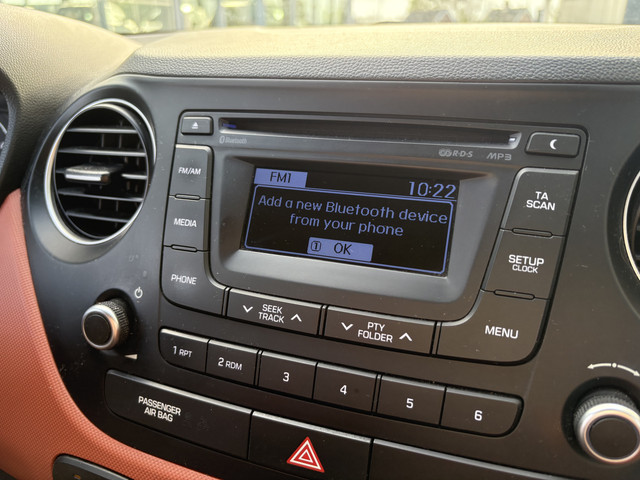 Bluetooth
R·D·S
MP3
FM/AM
FM1
10:22
TA
SCAN
Add a new Bluetooth device
from your phone
1 OK
MEDIA
SETUP
CLOCK
PHONE
SEEK
TRACK
PTY
FOLDER
MENU
1 RPT
2 RDM
3
4
5
6
PASSENGER
AIR BAG